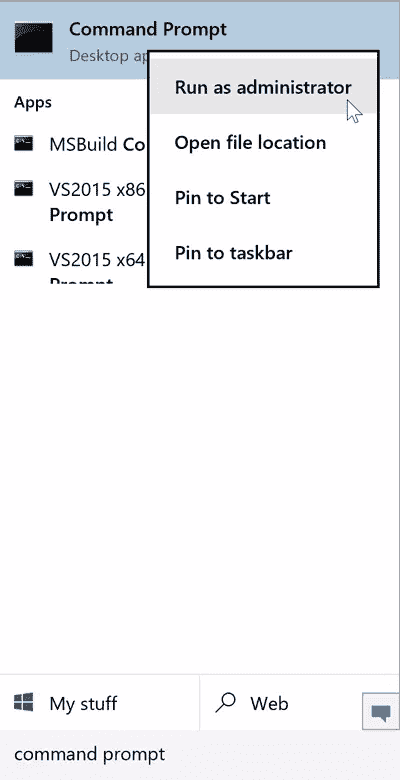 Command Prompt
Desktop ap
Run as administrator
Apps
Open file location
MSBuild Co
Pin to Start
VS2015 x86
Prompt
Pin to taskbar
VS2015 x64
Prompt
My stuff
Web
command prompt